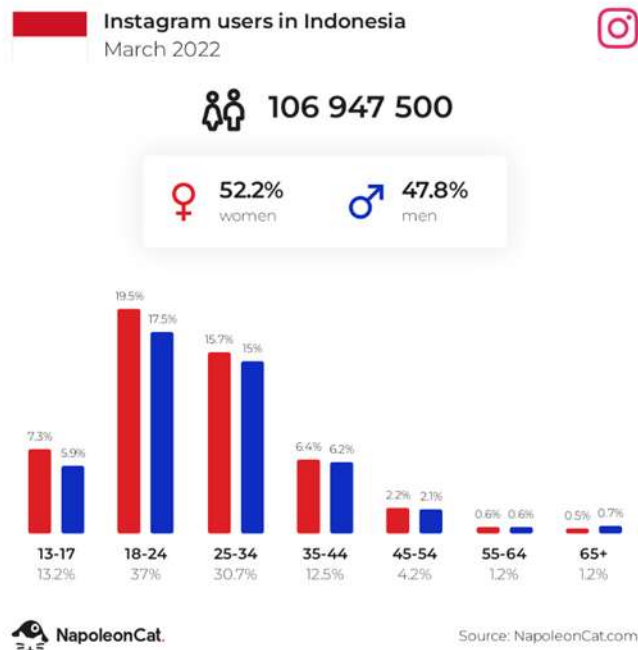 Instagram users in Indonesia
March 2022
106 947 500
52.2%
women
47.8%
men
7.3% 5.9% 19.5% 17.5% 15.7% 15% 6.4% 6.2% 2.2% 2.1% 0.6% 0.6% 0.5% 0.7%
13-17 18-24 25-34 35-44 45-54 55-64 65+
13.2% 37% 30.7% 12.5% 4.2% 1.2% 1.2%
NapoleonCat. Source: NapoleonCat.com